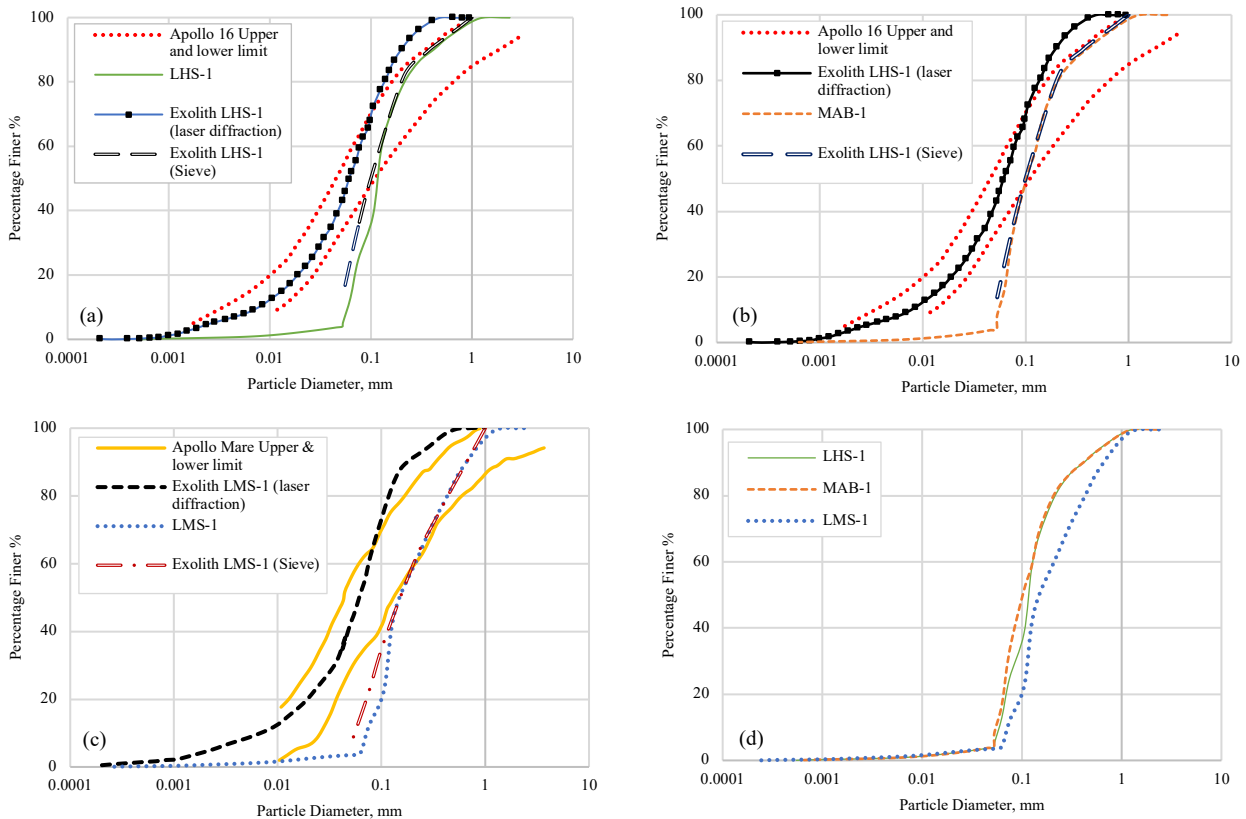 100
80
60
40
20
0
Percentage Finer %
Apollo 16 Upper
and lower limit
LHS-1
Exolith LHS-1
(laser diffraction)
Exolith LHS-1
(Sieve)
(a)
0.0001
0.001
0.01
0.1
1
10
Particle Diameter, mm
100
80
60
40
20
0
Percentage Finer %
Apollo 16 Upper and
lower limit
Exolith LHS-1 (laser
diffraction)
MAB-1
Exolith LHS-1 (Sieve)
(b)
0.0001
0.001
0.01
0.1
1
10
Particle Diameter, mm
100
80
60
40
20
0
Percentage Finer %
Apollo Mare Upper &
lower limit
Exolith LMS-1 (laser
diffraction)
LMS-1
Exolith LMS-1 (Sieve)
(c)
0.0001
0.001
0.01
0.1
1
10
Particle Diameter, mm
100
80
60
40
20
0
Percentage Finer %
LHS-1
MAB-1
LMS-1
(d)
0.0001
0.001
0.01
0.1
1
10
Particle Diameter, mm